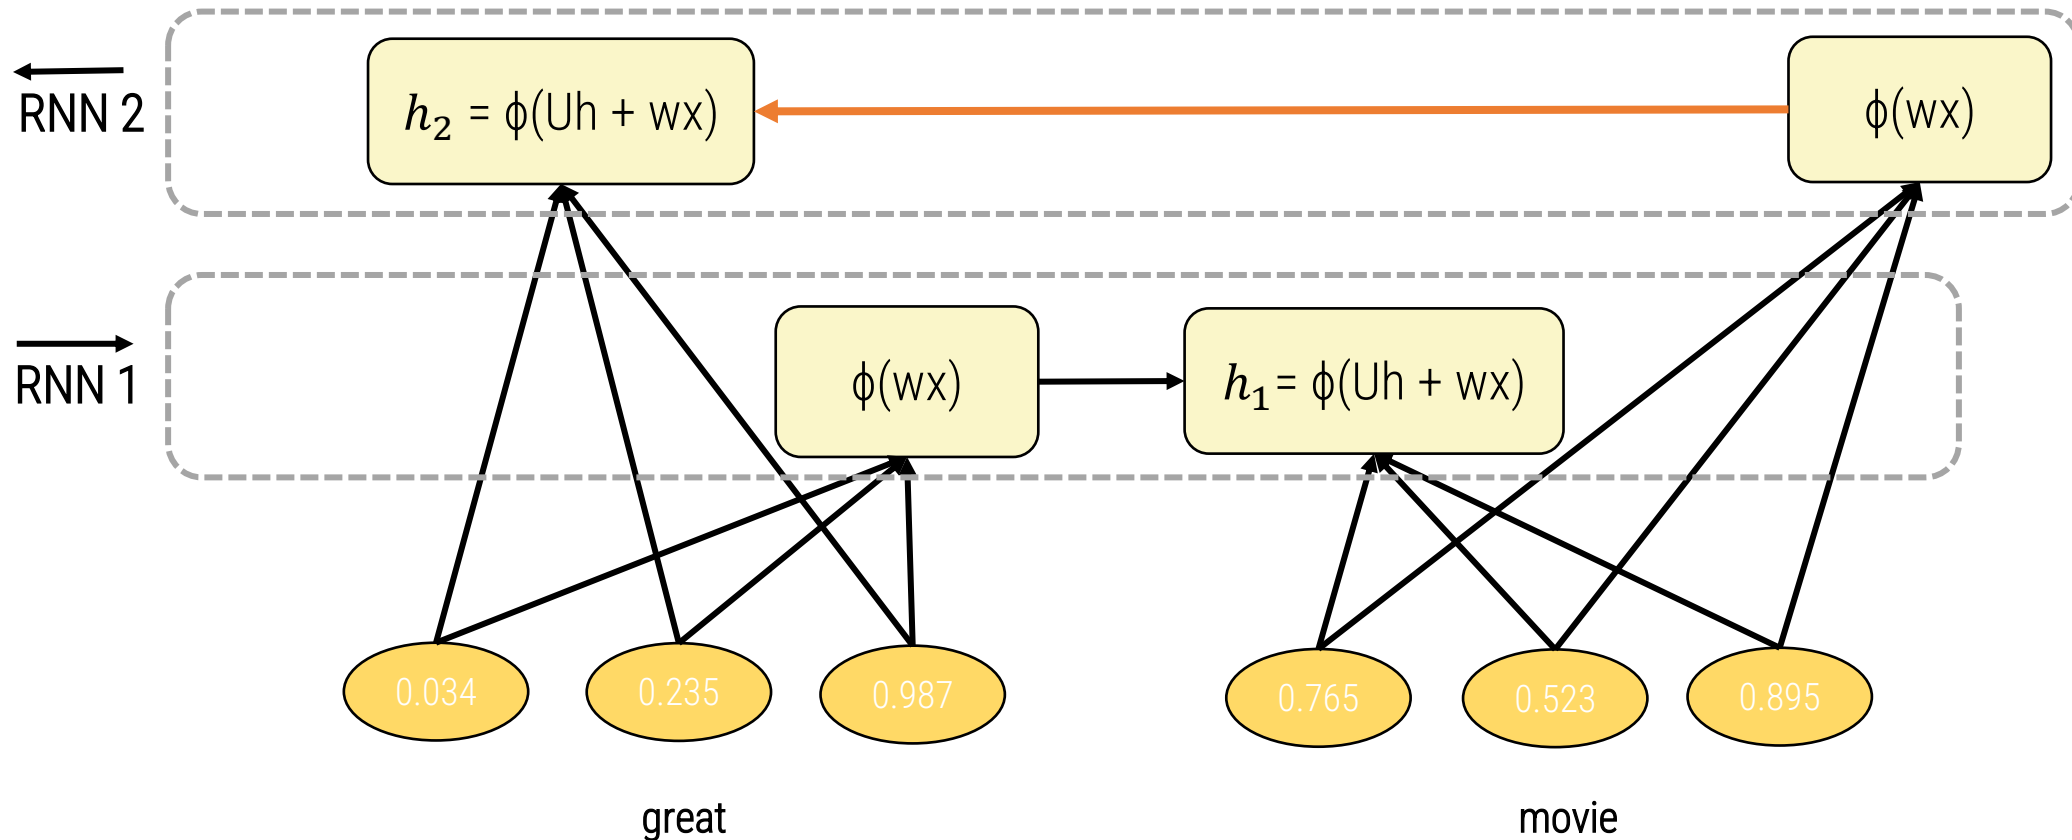 RNN 2
h₂ = ϕ(Uh + wx)
ϕ(wx)
RNN 1
ϕ(wx)
h₁= ϕ(Uh + wx)
0.034
0.235
0.987
0.765
0.523
0.895
great
movie